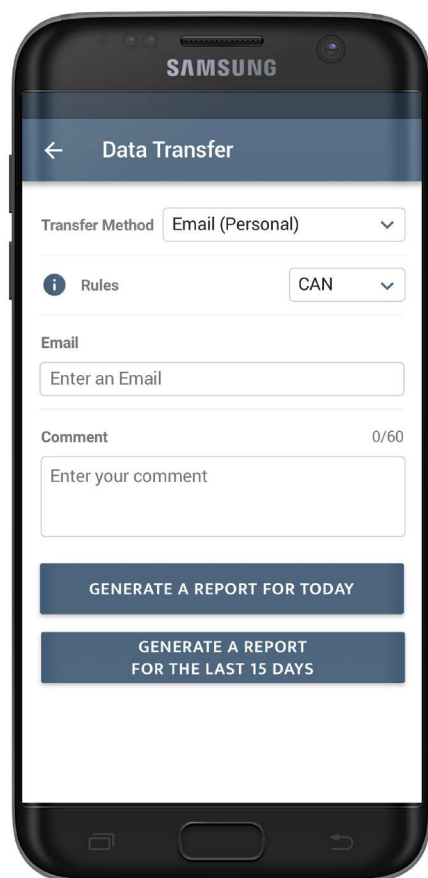 SAMSUNG
Data Transfer
Transfer Method Email (Personal)
i Rules CAN
Email
Enter an Email
Comment 0/60
Enter your comment
GENERATE A REPORT FOR TODAY
GENERATE A REPORT
FOR THE LAST 15 DAYS